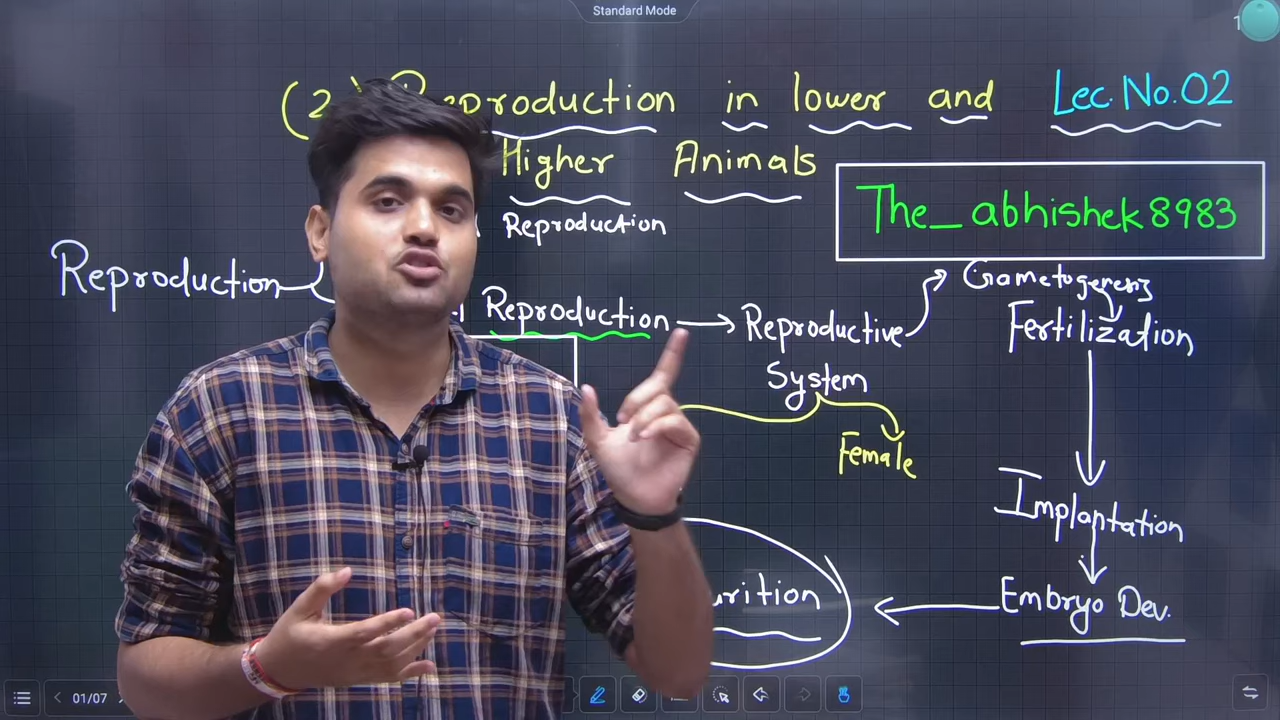 Standard Mode
(2) Reproduction in lower and Lec. No. 02
Higher Animals
The_abhishek8983
Reproduction
Reproduction
Reproduction
Reproductive
System
Gametogenesis
Fertilization
Female
Implantation
Embryo Dev.
urition
01/07